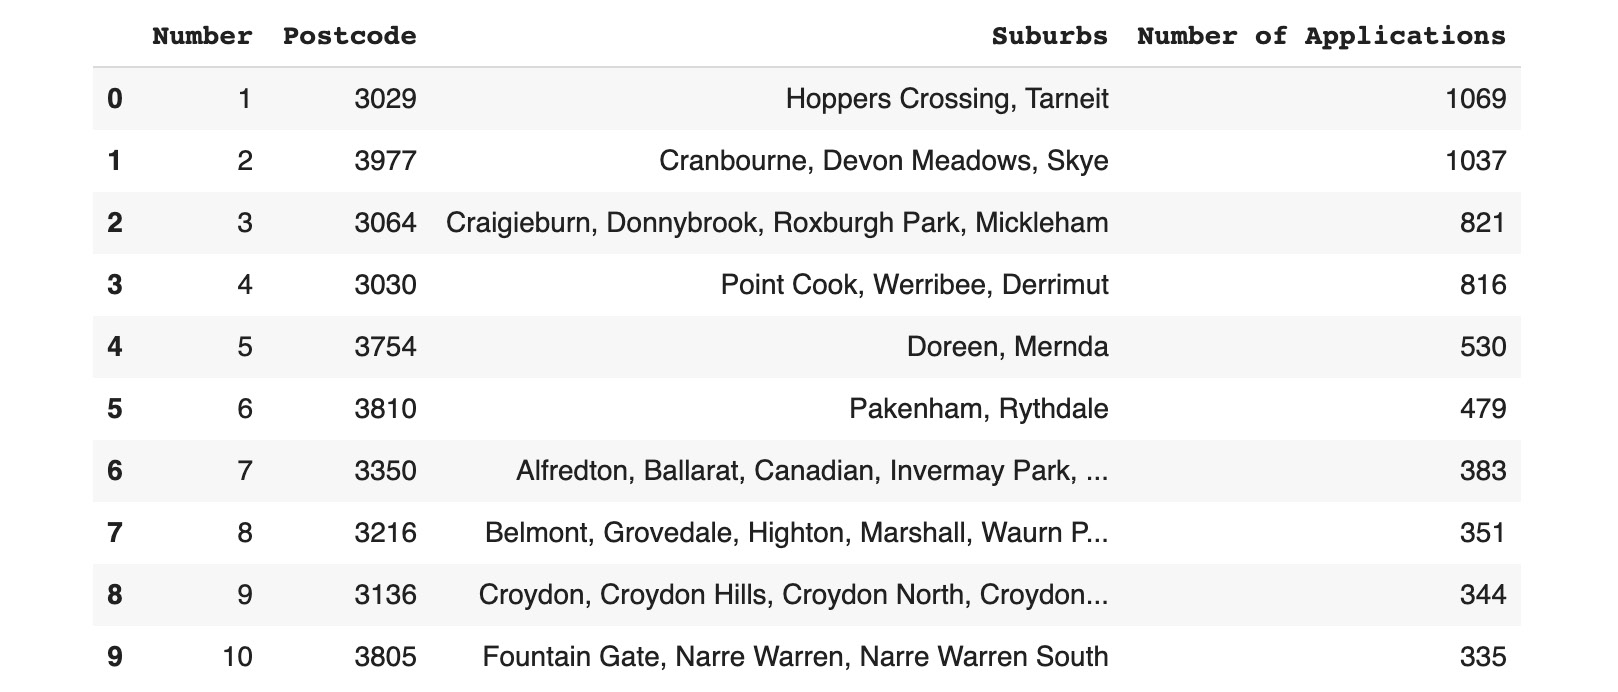 Number Postcode Suburbs Number of Applications
0 1 3029 Hoppers Crossing, Tarneit 1069
1 2 3977 Cranbourne, Devon Meadows, Skye 1037
2 3 3064 Craigieburn, Donnybrook, Roxburgh Park, Mickleham 821
3 4 3030 Point Cook, Werribee, Derrimut 816
4 5 3754 Doreen, Mernda 530
5 6 3810 Pakenham, Rythdale 479
6 7 3350 Alfredton, Ballarat, Canadian, Invermay Park, ... 383
7 8 3216 Belmont, Grovedale, Highton, Marshall, Waurn P... 351
8 9 3136 Croydon, Croydon Hills, Croydon North, Croydon... 344
9 10 3805 Fountain Gate, Narre Warren, Narre Warren South 335